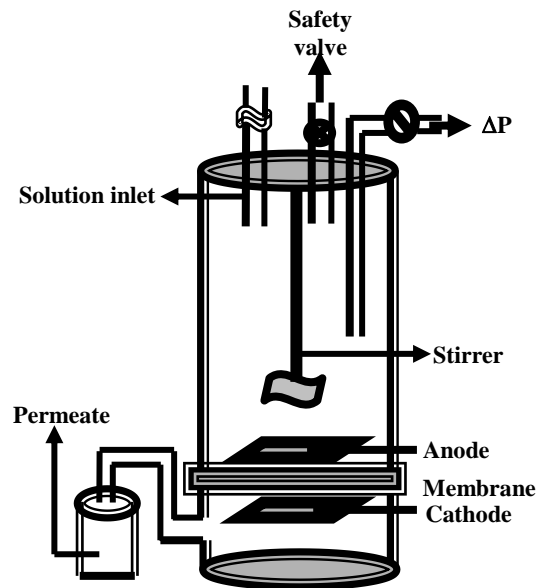 Safety
valve
ΔP
Solution inlet
Stirrer
Permeate
Anode
Membrane
Cathode